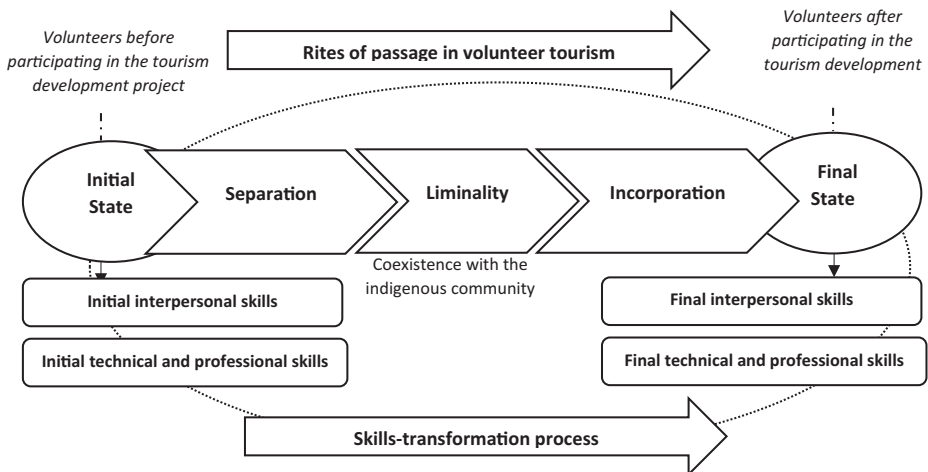 Volunteers before
participating in the tourism
development project
Rites of passage in volunteer tourism
Volunteers after
participating in the
tourism development
Initial
State
Separation
Liminality
Incorporation
Final
State
Coexistence with the
indigenous community
Initial interpersonal skills
Final interpersonal skills
Initial technical and professional skills
Final technical and professional skills
Skills-transformation process